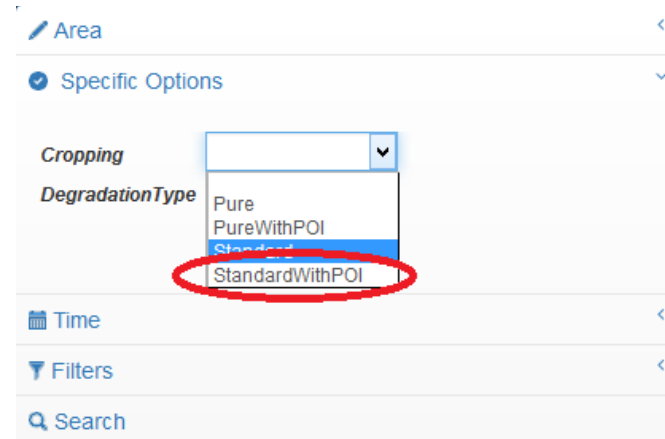 Area
Specific Options
Cropping
DegradationType
Pure
PureWithPOI
Standard
StandardWithPOI
Time
Filters
Search